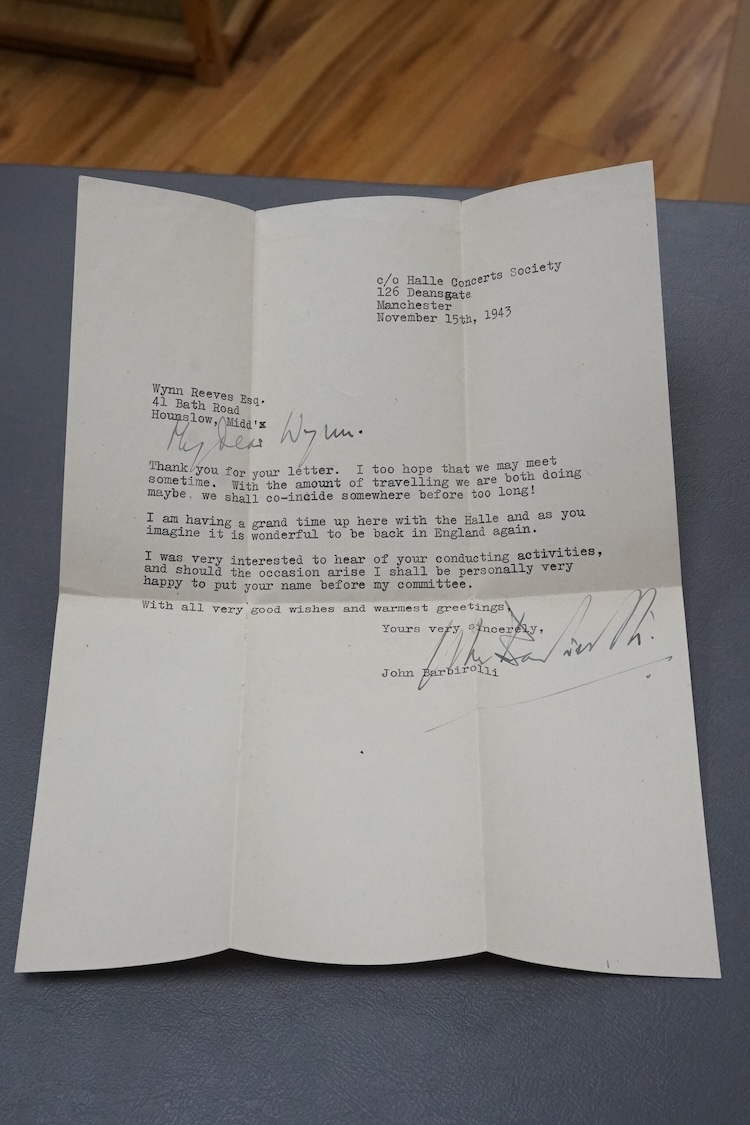 c/o Halle Concerts Society
126 Deansgate
Manchester
November 15th, 1943
Wynn Reeves Esq.
41 Bath Road
Hounslow, Midd'x
My dear Wynn.
Thank you for your letter. I too hope that we may meet
sometime. With the amount of travelling we are both doing
maybe. we shall co-incide somewhere before too long!
I am having a grand time up here with the Halle and as you
imagine it is wonderful to be back in England again.
I was very interested to hear of your conducting activities,
and should the occasion arise I shall be personally very
happy to put your name before my committee.
With all very good wishes and warmest greetings,
Yours very sincerely,
John Barbirolli
John Barbirolli